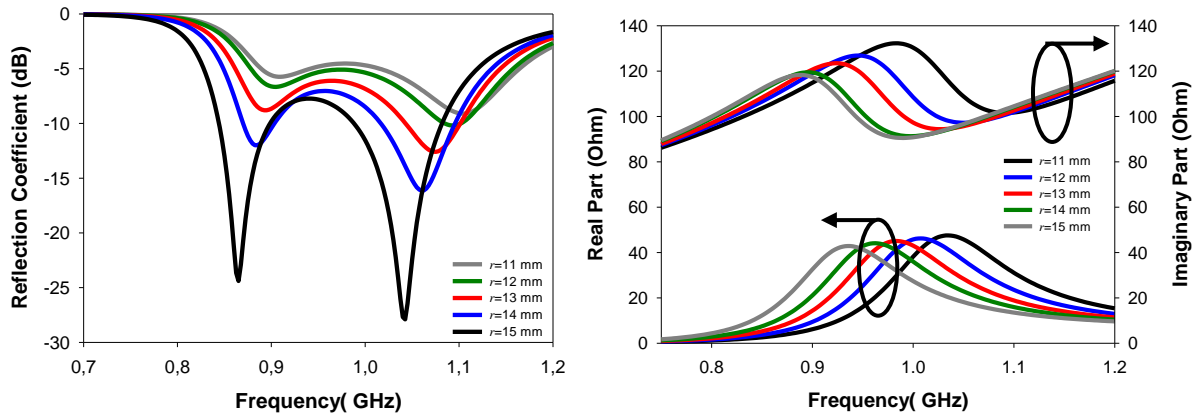 Reflection Coefficient (dB)
0
-5
-10
-15
-20
-25
-30
0,7
0,8
0,9
1,0
1,1
1,2
Frequency( GHz)
r=11 mm
r=12 mm
r=13 mm
r=14 mm
r=15 mm
Real Part (Ohm)
140
120
100
80
60
40
20
0
0.8
0.9
1.0
1.1
1.2
Frequency( GHz)
r=11 mm
r=12 mm
r=13 mm
r=14 mm
r=15 mm
140
120
100
80
60
40
20
0
Imaginary Part (Ohm)